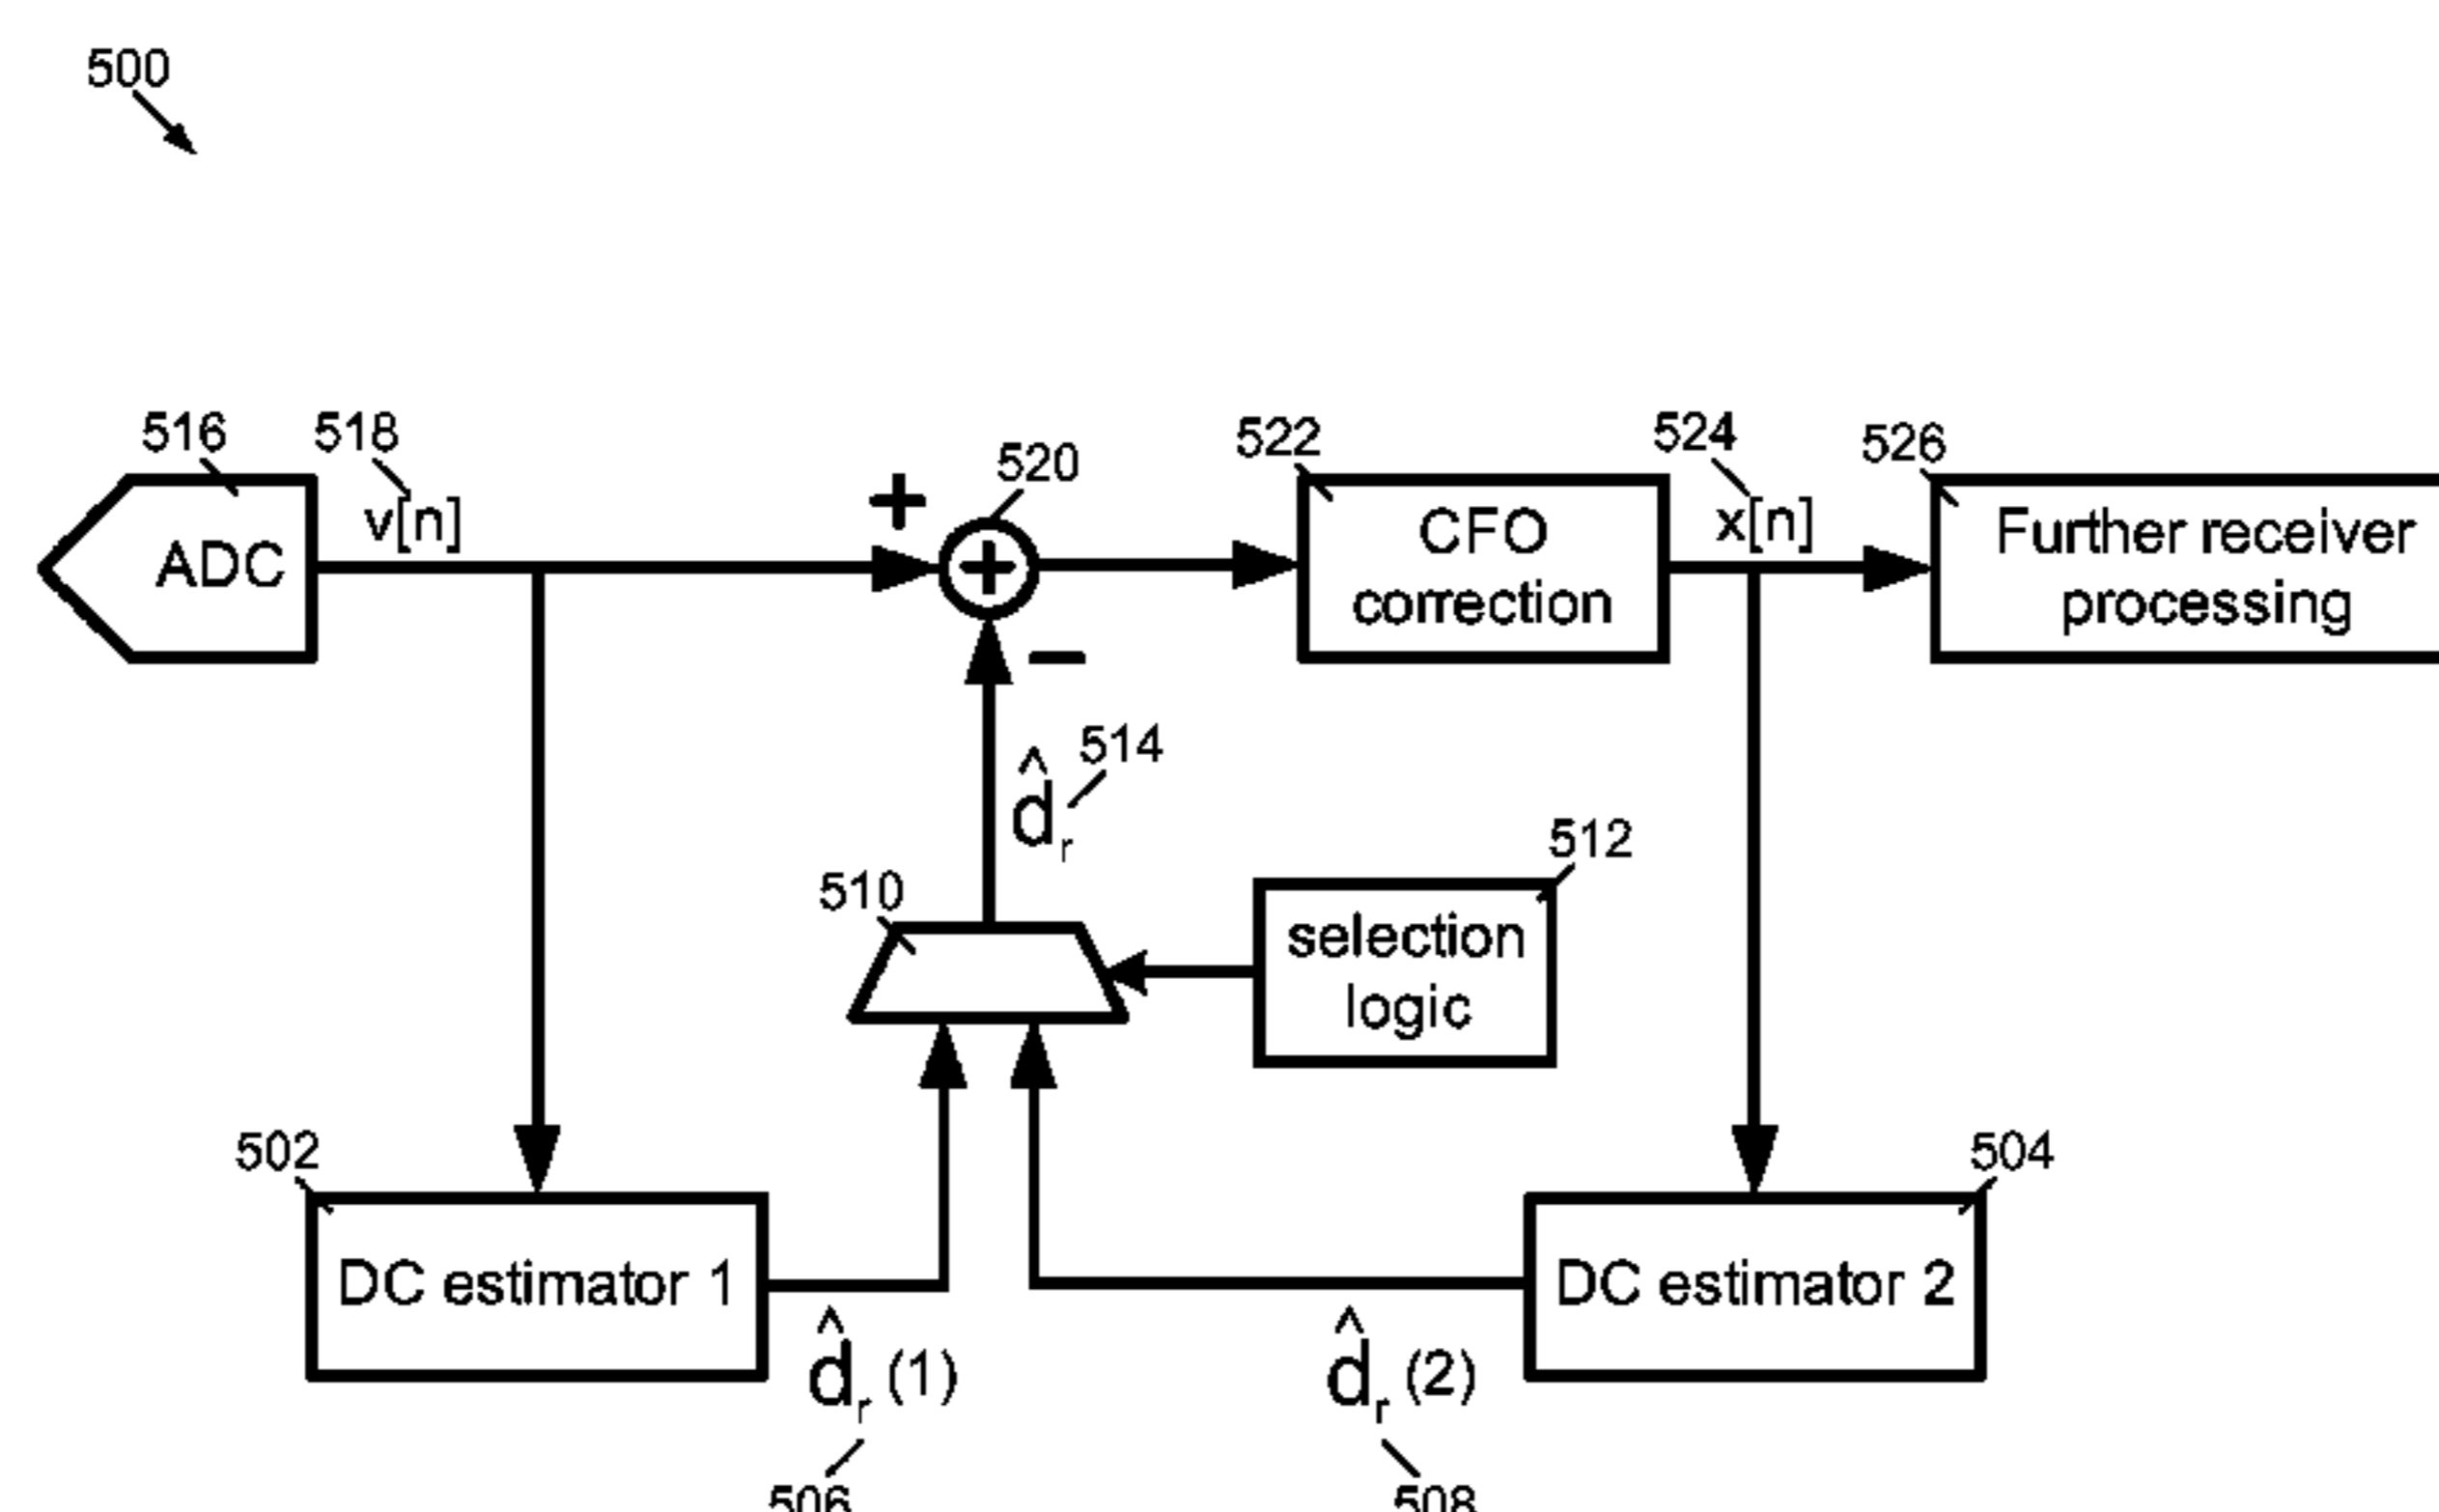 500
516
518
v[n]
ADC
+
520
+
−
522
CFO
correction
524
x[n]
526
Further receiver
processing
d̂r
514
510
512
selection
logic
502
DC estimator 1
504
DC estimator 2
d̂r (1)
d̂r (2)
506
508